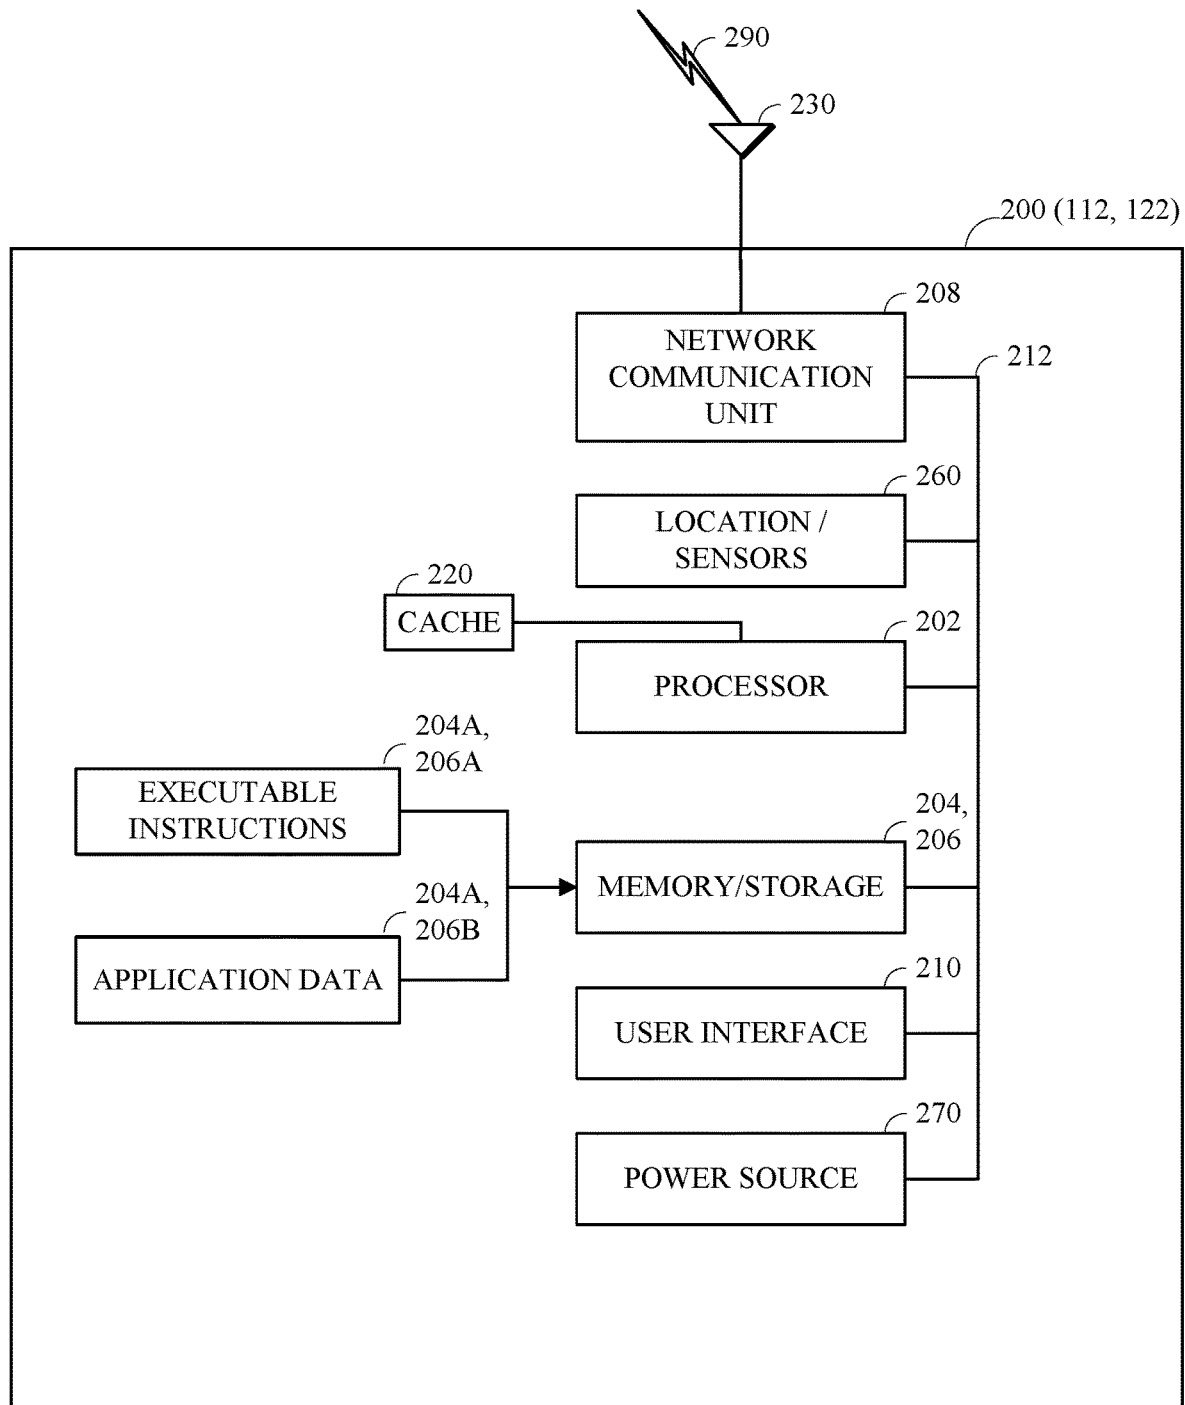 290
230
200 (112, 122)
208
NETWORK
COMMUNICATION
UNIT
212
260
LOCATION /
SENSORS
220
CACHE
202
PROCESSOR
204A,
206A
EXECUTABLE
INSTRUCTIONS
204,
206
MEMORY/STORAGE
204A,
206B
APPLICATION DATA
210
USER INTERFACE
270
POWER SOURCE